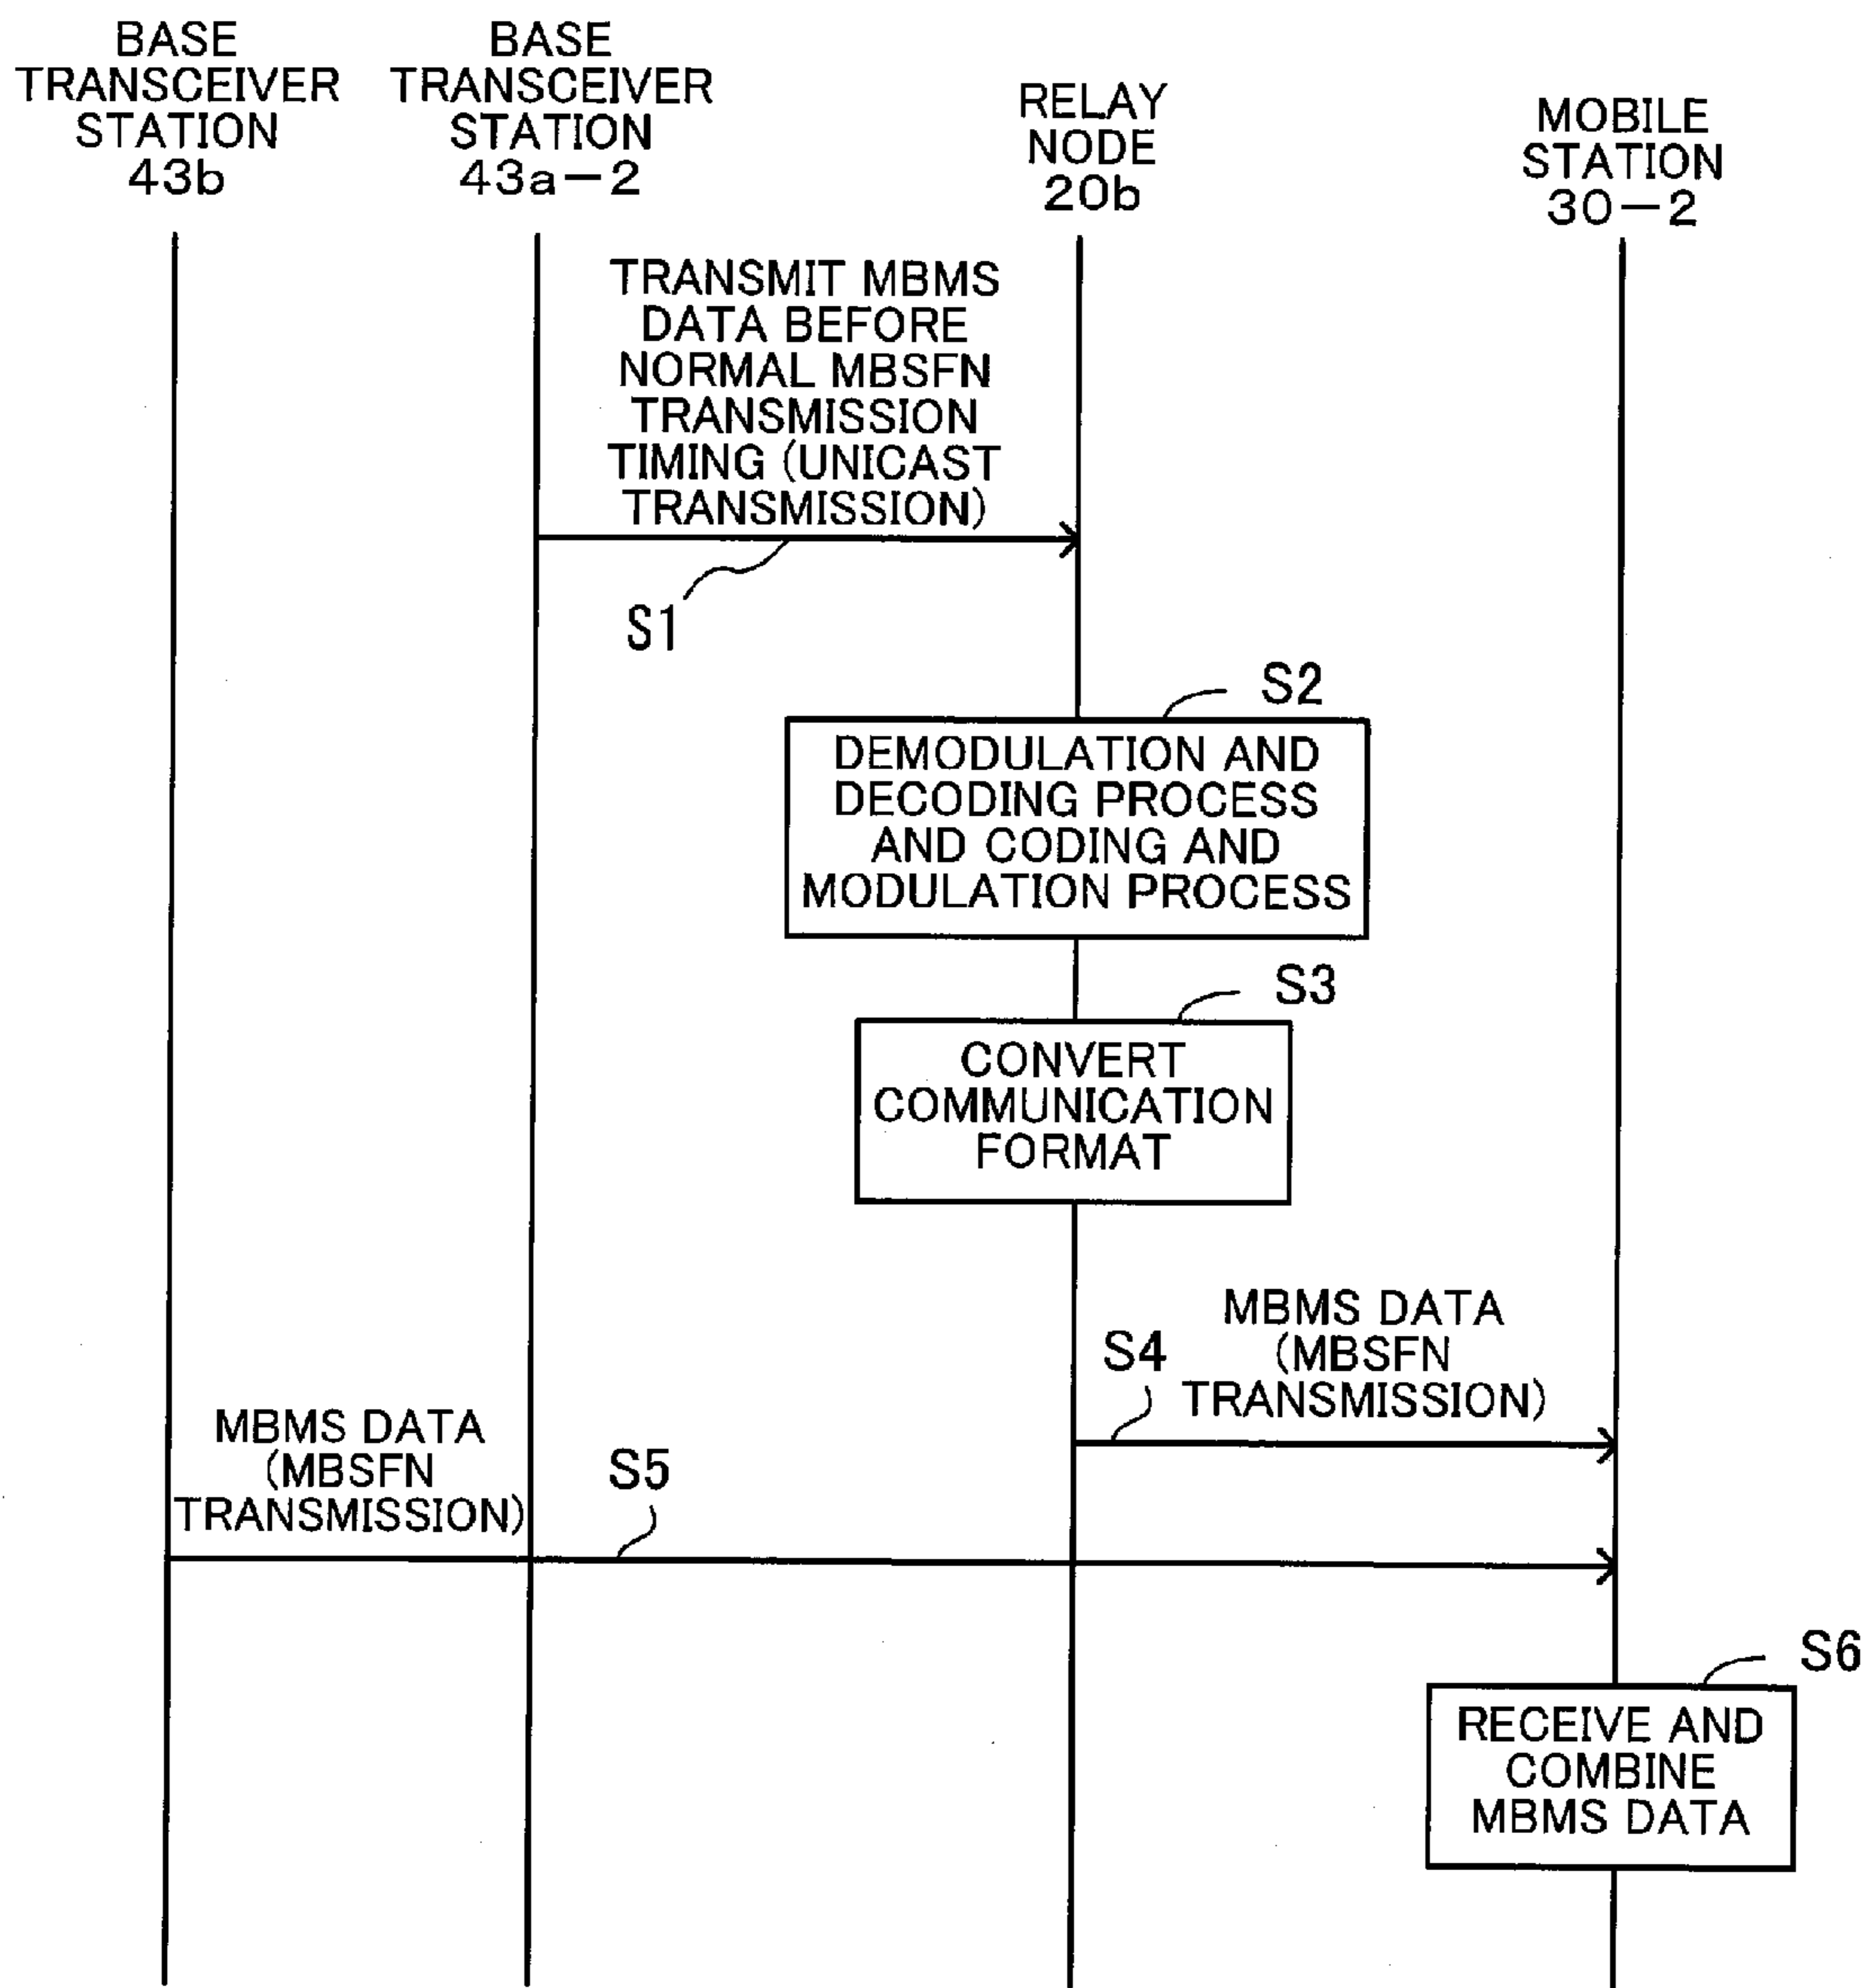 BASE
TRANSCEIVER
STATION
43b
BASE
TRANSCEIVER
STATION
43a-2
RELAY
NODE
20b
MOBILE
STATION
30-2
TRANSMIT MBMS
DATA BEFORE
NORMAL MBSFN
TRANSMISSION
TIMING (UNICAST
TRANSMISSION)
S1
S2
DEMODULATION AND
DECODING PROCESS
AND CODING AND
MODULATION PROCESS
S3
CONVERT
COMMUNICATION
FORMAT
S4
MBMS DATA
(MBSFN
TRANSMISSION)
MBMS DATA
(MBSFN
TRANSMISSION)
S5
S6
RECEIVE AND
COMBINE
MBMS DATA